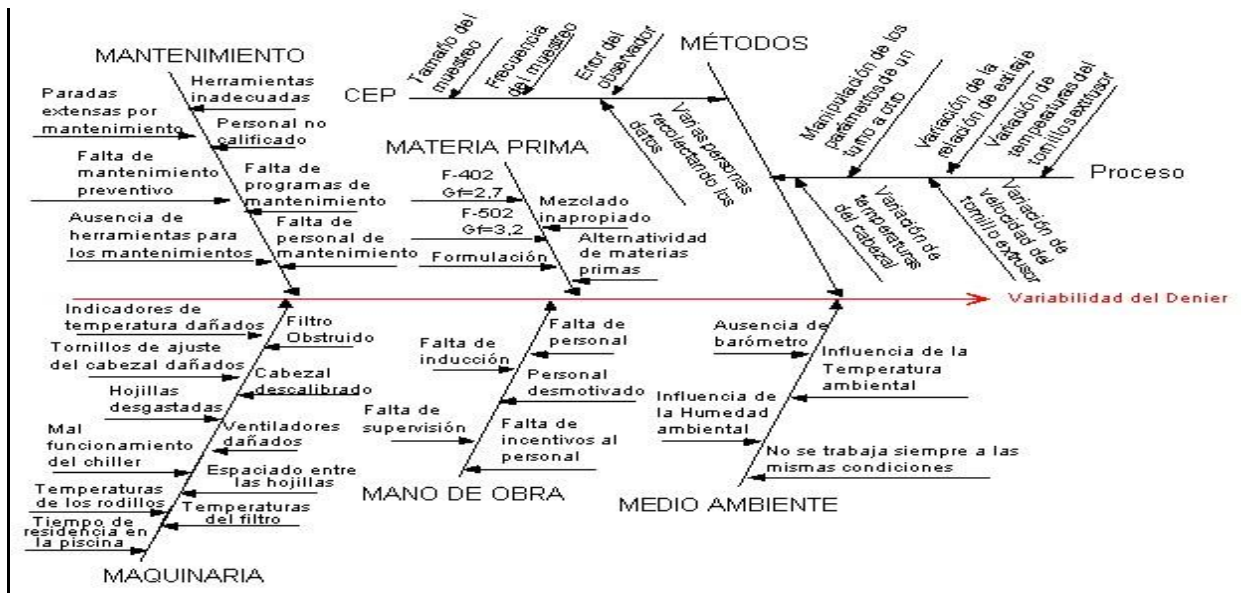 MANTENIMIENTO
Paradas
extensas por
mantenimiento
Herramientas
inadecuadas
Personal no
calificado
Falta de
mantenimiento
preventivo
Falta de
programas de
mantenimiento
Ausencia de
herramientas para
los mantenimientos
Falta de
personal de
mantenimiento
CEP
Tamaño del
muestreo
Frecuencia
del muestreo
Error del
observador
Varias personas
recolectando los
datos
MÉTODOS
Manipulación de los
parámetros de un
turno a otro
Variación de la
relación de estiraje
Variación de
temperaturas del
tornillos extrusor
Proceso
Variación de
temperaturas
del cabezal
Variación de
velocidad del
tornillo extrusor
MATERIA PRIMA
F-402
Gf=2,7
F-502
Gf=3,2
Formulación
Mezclado
inapropiado
Alternatividad
de materias
primas
Variabilidad del Denier
Indicadores de
temperatura dañados
Filtro
Obstruido
Tornillos de ajuste
del cabezal dañados
Cabezal
descalibrado
Hojillas
desgastadas
Ventiladores
dañados
Mal
funcionamiento
del chiller
Espaciado entre
las hojillas
Temperaturas
de los rodillos
Temperaturas
del filtro
Tiempo de
residencia en
la piscina
MAQUINARIA
Falta de
inducción
Falta de
personal
Personal
desmotivado
Falta de
supervisión
Falta de
incentivos al
personal
MANO DE OBRA
Ausencia de
barómetro
Influencia de la
Temperatura
ambiental
Influencia de
la Humedad
ambiental
No se trabaja siempre a las
mismas condiciones
MEDIO AMBIENTE